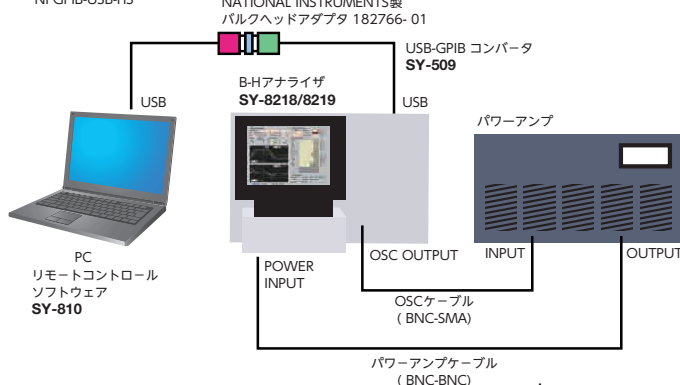 NATIONAL INSTRUMENTS製
バルクヘッドアダプタ 182766- 01
USB-GPIB コンバータ
SY-509
B-Hアナライザ
SY-8218/8219
USB
USB
パワーアンプ
PC
リモートコントロール
ソフトウェア
SY-810
POWER
INPUT
OSC OUTPUT
INPUT
OUTPUT
OSCケーブル
( BNC-SMA)
パワーアンプケーブル
( BNC-BNC)